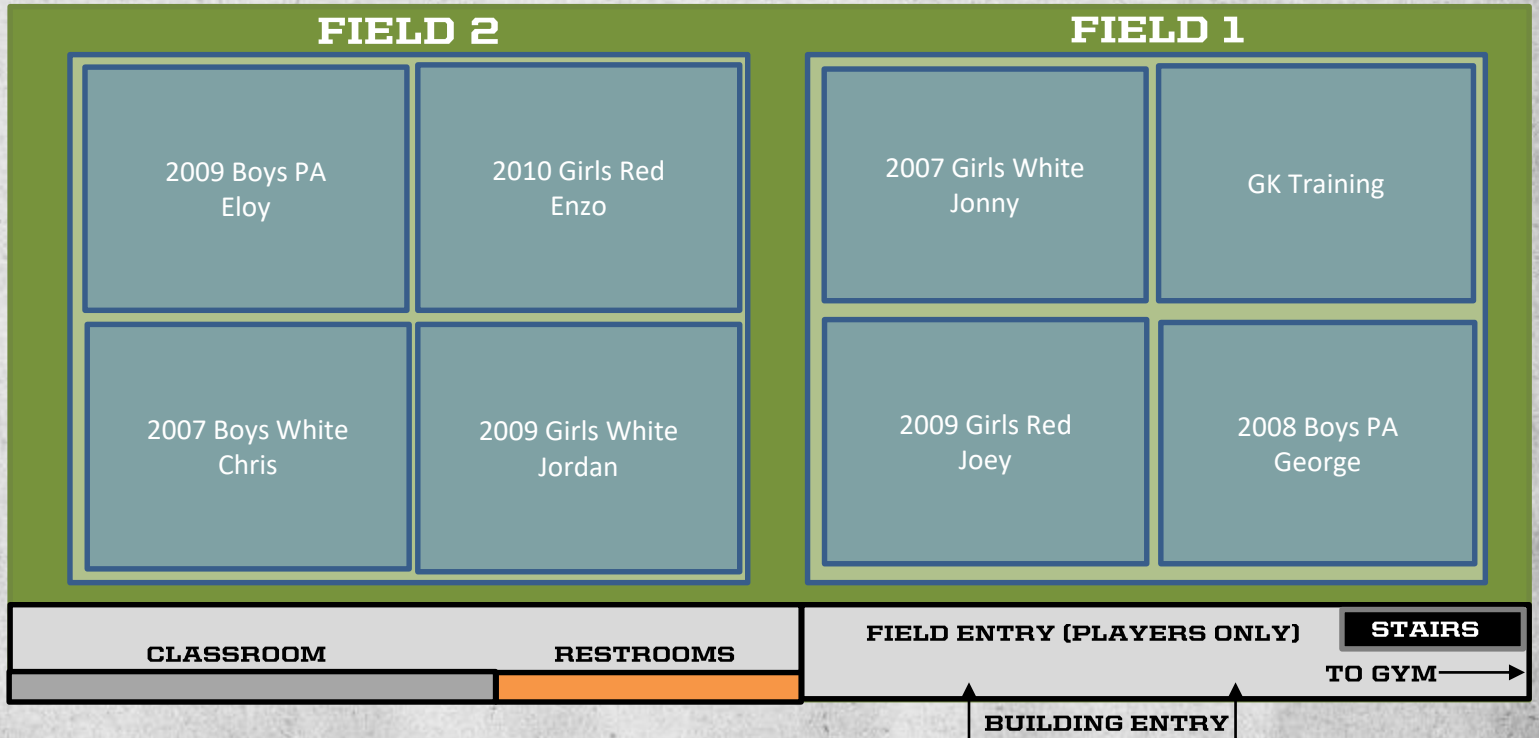 FIELD 2
FIELD 1
2009 Boys PA
Eloy
2010 Girls Red
Enzo
2007 Girls White
Jonny
GK Training
2007 Boys White
Chris
2009 Girls White
Jordan
2009 Girls Red
Joey
2008 Boys PA
George
CLASSROOM
RESTROOMS
FIELD ENTRY (PLAYERS ONLY)
STAIRS
TO GYM
BUILDING ENTRY